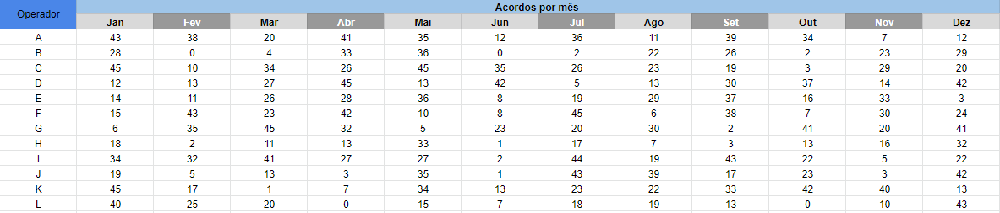 Operador Acordos por mês
Jan Fev Mar Abr Mai Jun Jul Ago Set Out Nov Dez
A 43 38 20 41 35 12 36 11 39 34 7 12
B 28 0 4 33 36 0 2 22 26 2 23 29
C 45 10 34 26 45 35 26 23 19 3 29 20
D 12 13 27 45 13 42 5 13 30 37 14 42
E 14 11 26 28 36 8 19 29 37 16 33 3
F 15 43 23 42 10 8 45 6 38 7 30 24
G 6 35 45 32 5 23 20 30 2 41 20 41
H 18 2 11 13 33 1 17 7 3 13 16 32
I 34 32 41 27 27 2 44 19 43 22 5 22
J 19 5 13 3 35 1 43 39 17 23 3 42
K 45 17 1 7 34 13 23 22 33 42 40 13
L 40 25 20 0 15 7 18 19 13 0 10 43